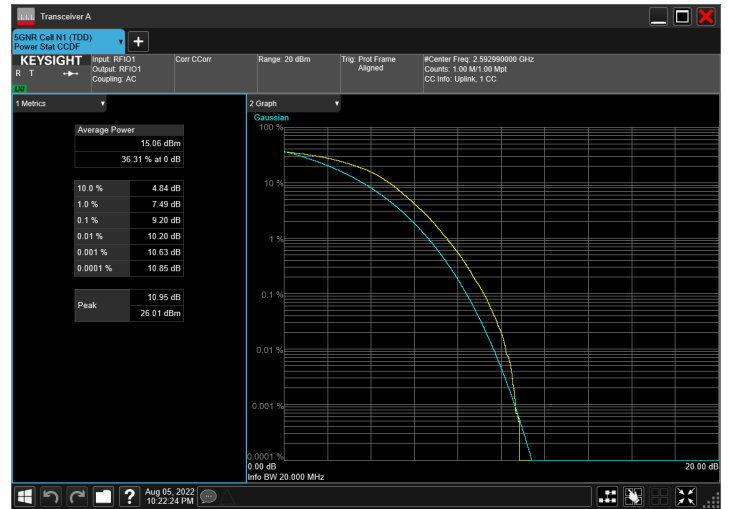 Transceiver A
5GNR Cell N1 (TDD)
Power Stat CCDF
KEYSIGHT
R T
LXI
Input: RFIO1
Output: RFIO1
Coupling: AC
Corr CCorr
Range: 20 dBm
Trig: Prot Frame
Aligned
#Center Freq: 2.592990000 GHz
Counts: 1.00 M/1.00 Mpt
CC Info: Uplink, 1 CC
1 Metrics
Average Power
15.06 dBm
36.31 % at 0 dB
10.0 % 4.84 dB
1.0 % 7.49 dB
0.1 % 9.20 dB
0.01 % 10.20 dB
0.001 % 10.63 dB
0.0001 % 10.85 dB
Peak
10.95 dB
26.01 dBm
2 Graph
Gaussian
100 %
10 %
1 %
0.1 %
0.01 %
0.001 %
0.0001 %
0.00 dB
20.00 dB
Info BW 20.000 MHz
?
Aug 05, 2022
10:22:24 PM